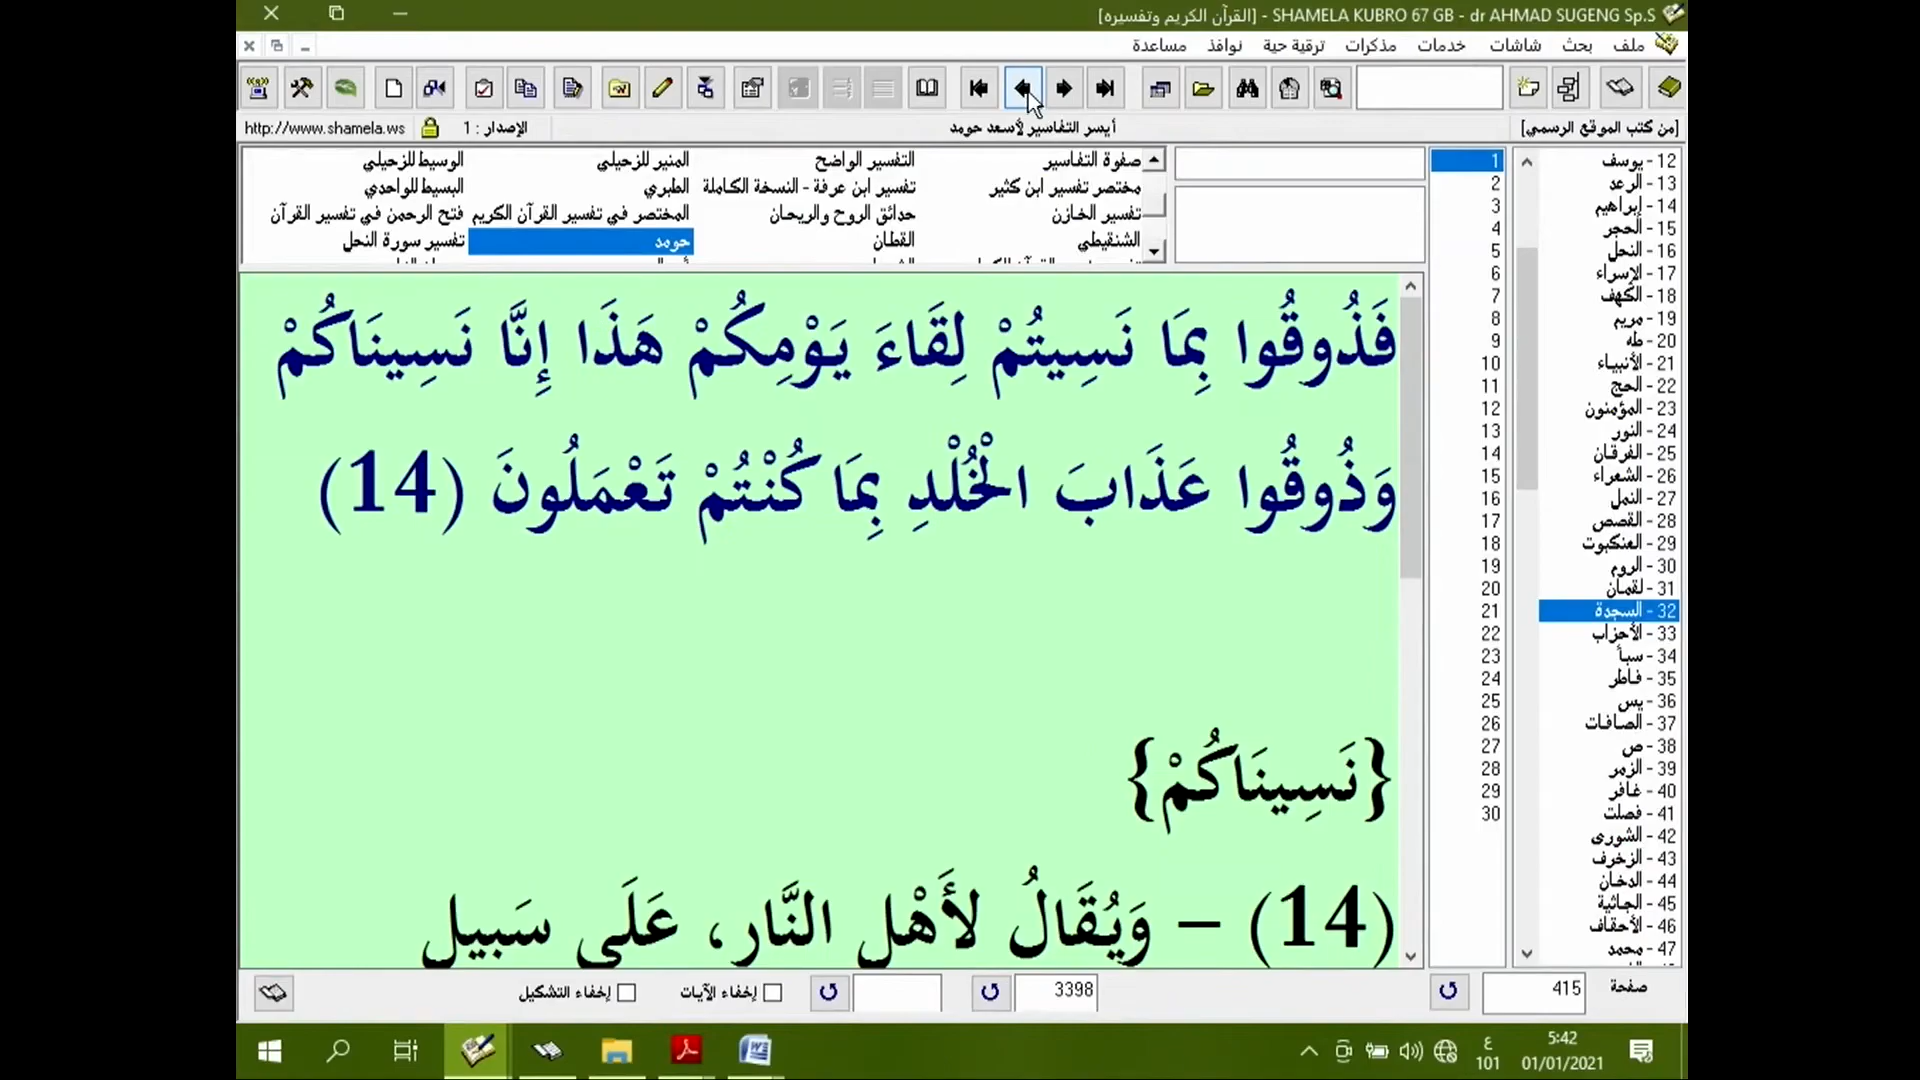 SHAMELA KUBRO 67 GB - dr AHMAD SUGENG Sp.S - [القرآن الكريم وتفسيره]
ملف بحث شاشات خدمات مذكرات ترقية حية نوافذ مساعدة
[من كتب الموقع الرسمي] أيسر التفاسير لأسعد حومد الإصدار : 1 http://www.shamela.ws
صفوة التفاسير التفسير الواضح المنير للزحيلي الوسيط للزحيلي
مختصر تفسير ابن كثير تفسير ابن عرفة - النسخة الكاملة الطبري البسيط للواحدي
تفسير الخازن حدائق الروح والريحان المختصر في تفسير القرآن الكريم فتح الرحمن في تفسير القرآن
الشنقيطي القطان حومد تفسير سورة النحل
12 - يوسف
13 - الرعد
14 - إبراهيم
15 - الحجر
16 - النحل
17 - الإسراء
18 - الكهف
19 - مريم
20 - طه
21 - الأنبياء
22 - الحج
23 - المؤمنون
24 - النور
25 - الفرقان
26 - الشعراء
27 - النمل
28 - القصص
29 - العنكبوت
30 - الروم
31 - لقمان
32 - السجدة
33 - الأحزاب
34 - سبأ
35 - فاطر
36 - يس
37 - الصافات
38 - ص
39 - الزمر
40 - غافر
41 - فصلت
42 - الشورى
43 - الزخرف
44 - الدخان
45 - الجاثية
46 - الأحقاف
47 - محمد
1
2
3
4
5
6
7
8
9
10
11
12
13
14
15
16
17
18
19
20
21
22
23
24
25
26
27
28
29
30
فَذُوقُوا بِمَا نَسِيتُمْ لِقَاءَ يَوْمِكُمْ هَذَا إِنَّا نَسِينَاكُمْ
وَذُوقُوا عَذَابَ الْخُلْدِ بِمَا كُنْتُمْ تَعْمَلُونَ (14)
{نَسِينَاكُمْ}
(14) – وَيُقَالُ لأَهْلِ النَّارِ، عَلَى سَبِيلِ
صفحة 415 3398 إخفاء الآيات إخفاء التشكيل
ع
101
5:42
01/01/2021